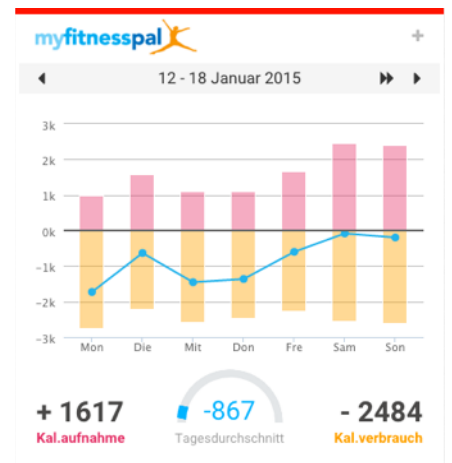 myfitnesspal
12 - 18 Januar 2015
3k
2k
1k
0k
-1k
-2k
-3k
Mon Die Mit Don Fre Sam Son
+ 1617 -867 - 2484
Kal.aufnahme Tagesdurchschnitt Kal.verbrauch